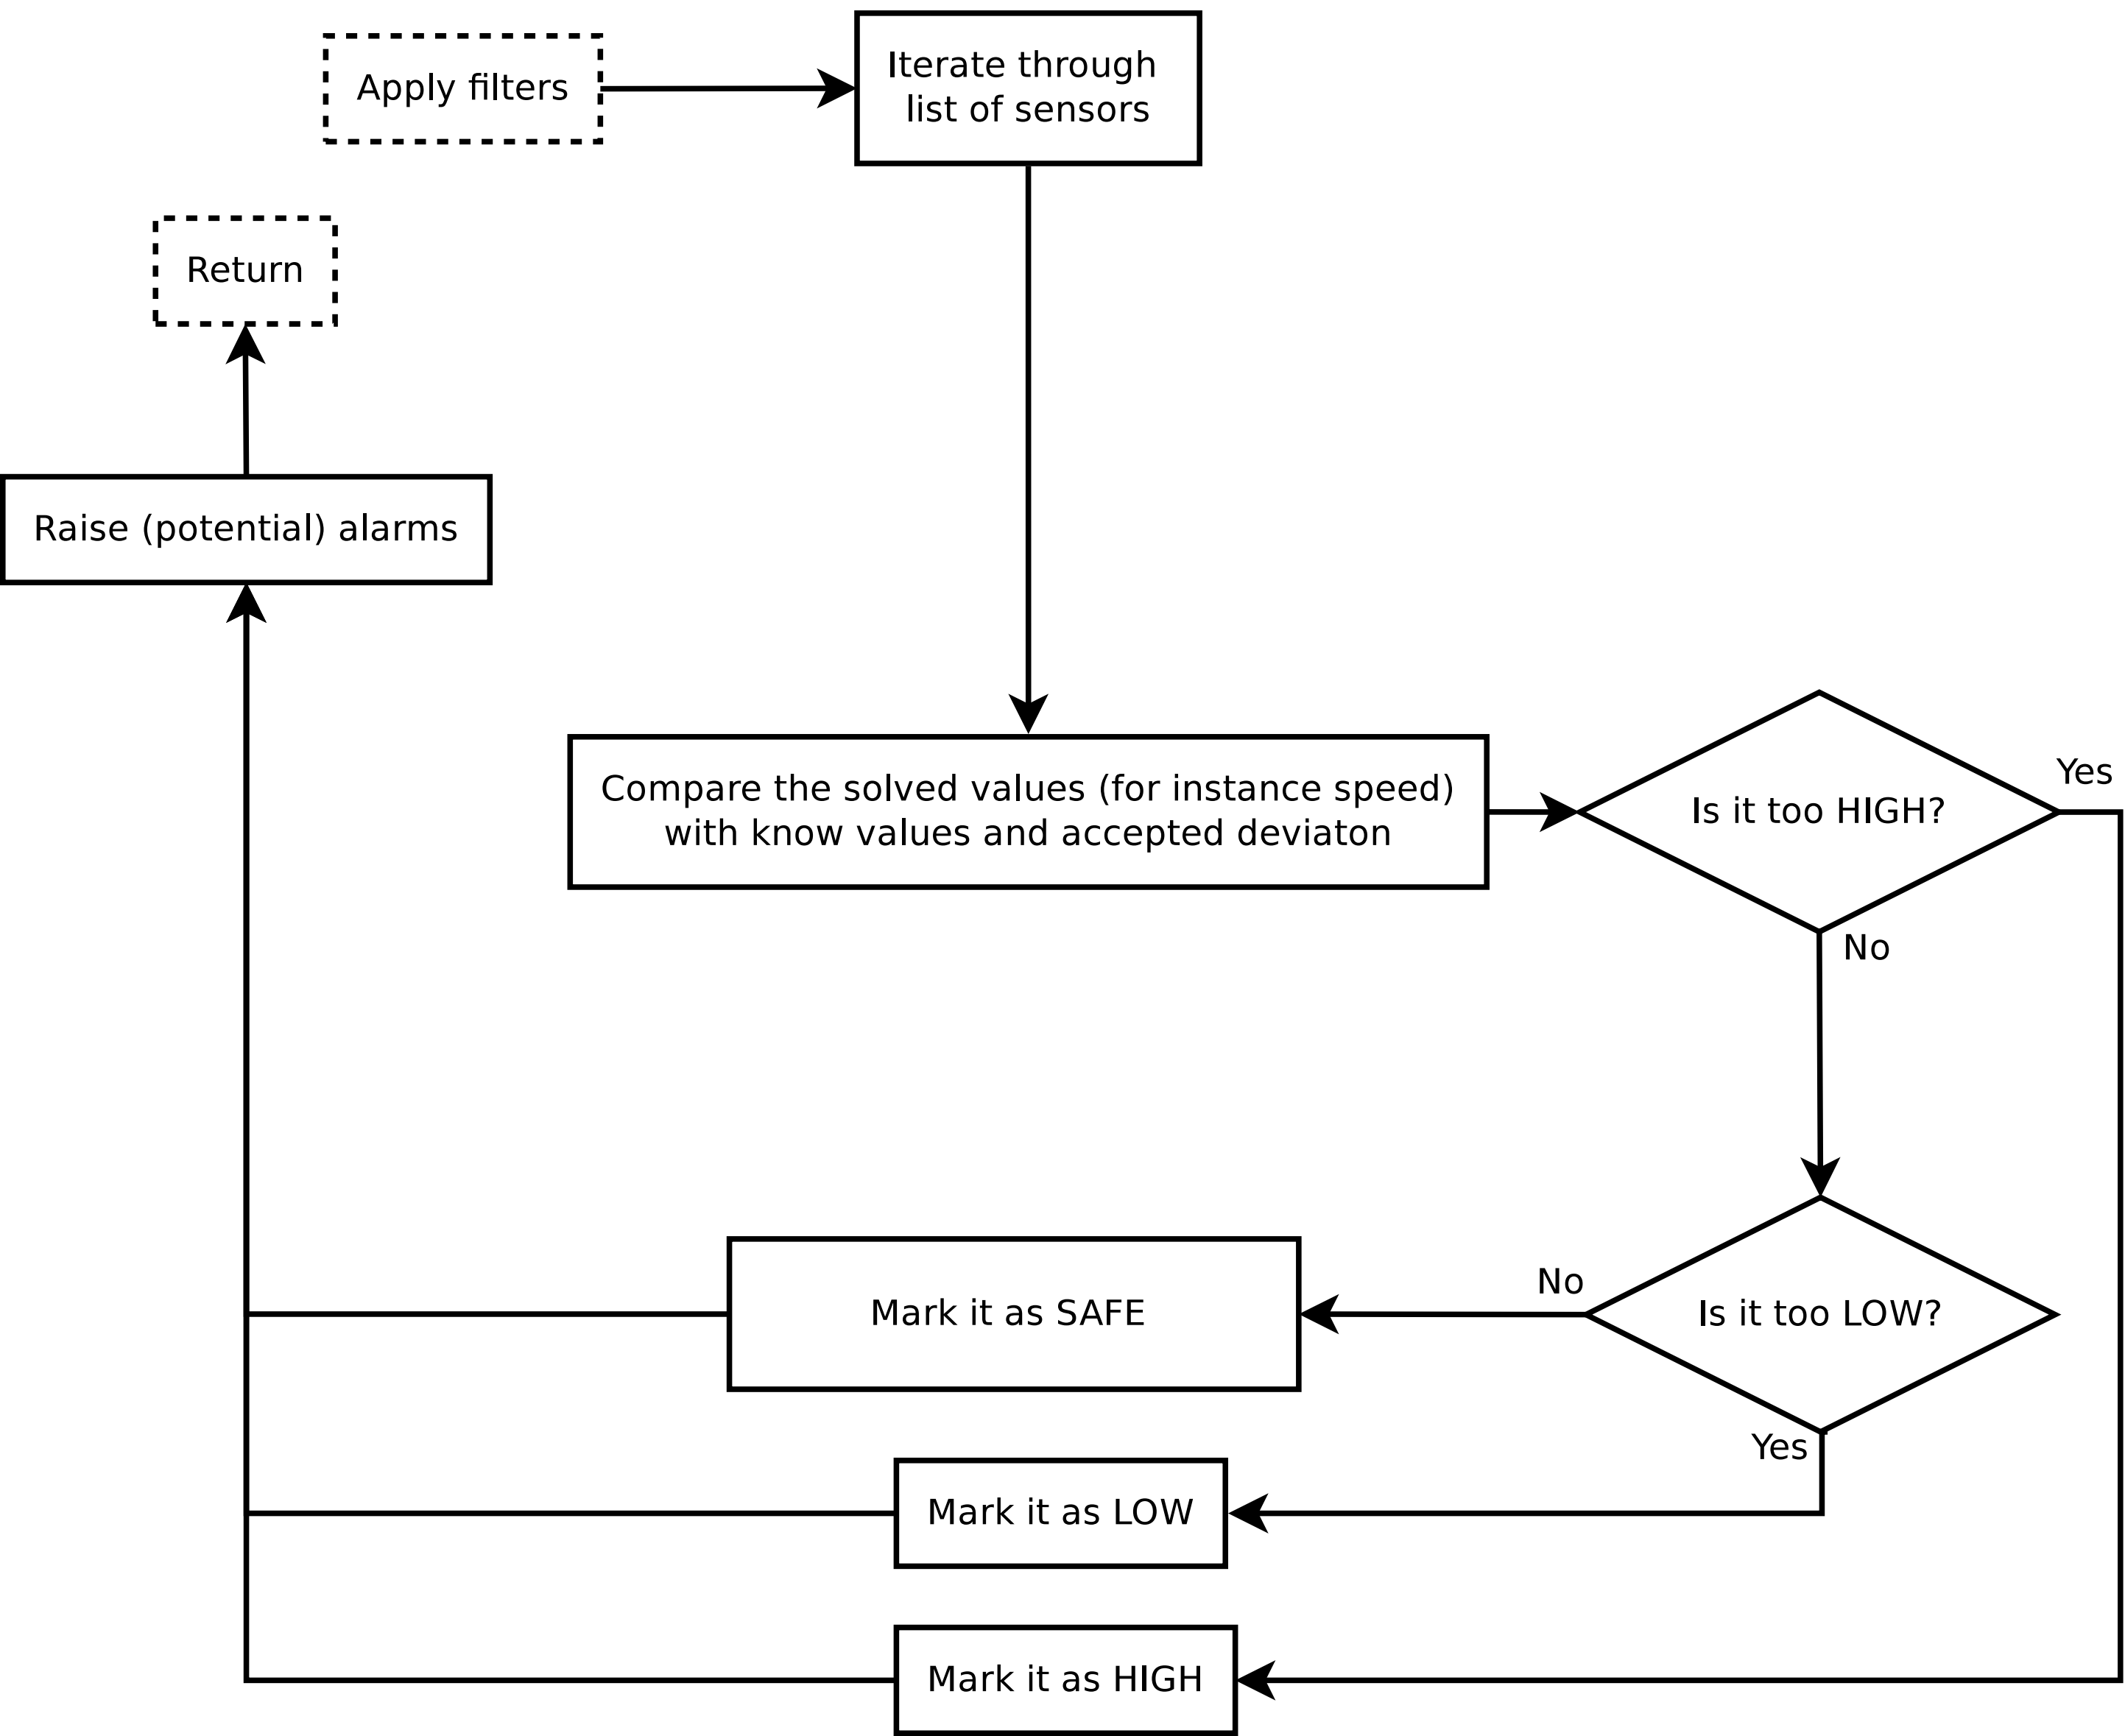 Apply filters
Iterate through
list of sensors
Return
Raise (potential) alarms
Compare the solved values (for instance speed)
with know values and accepted deviaton
Is it too HIGH?
Yes
No
Is it too LOW?
No
Yes
Mark it as SAFE
Mark it as LOW
Mark it as HIGH